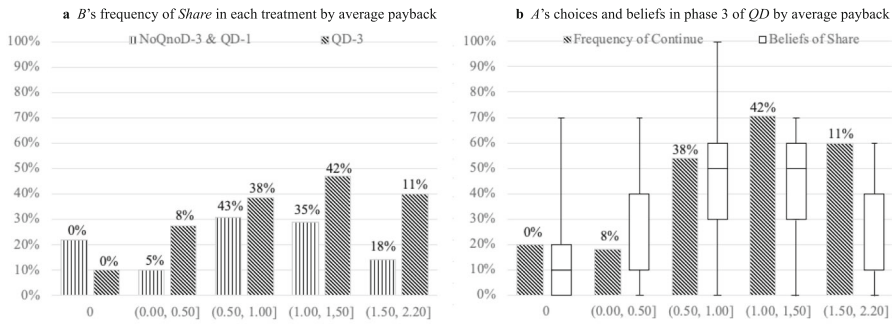 a B's frequency of Share in each treatment by average payback
100%
90%
80%
70%
60%
50%
40%
30%
20%
10%
0%
NoQnoD-3 & QD-1 QD-3
0% 0% 5% 8% 43% 38% 35% 42% 18% 11%
0 (0.00, 0.50] (0.50, 1.00] (1.00, 1,50] (1.50, 2.20]
b A's choices and beliefs in phase 3 of QD by average payback
100%
90%
80%
70%
60%
50%
40%
30%
20%
10%
0%
Frequency of Continue Beliefs of Share
0% 8% 38% 42% 11%
0 (0.00, 0.50] (0.50, 1.00] (1.00, 1,50] (1.50, 2.20]